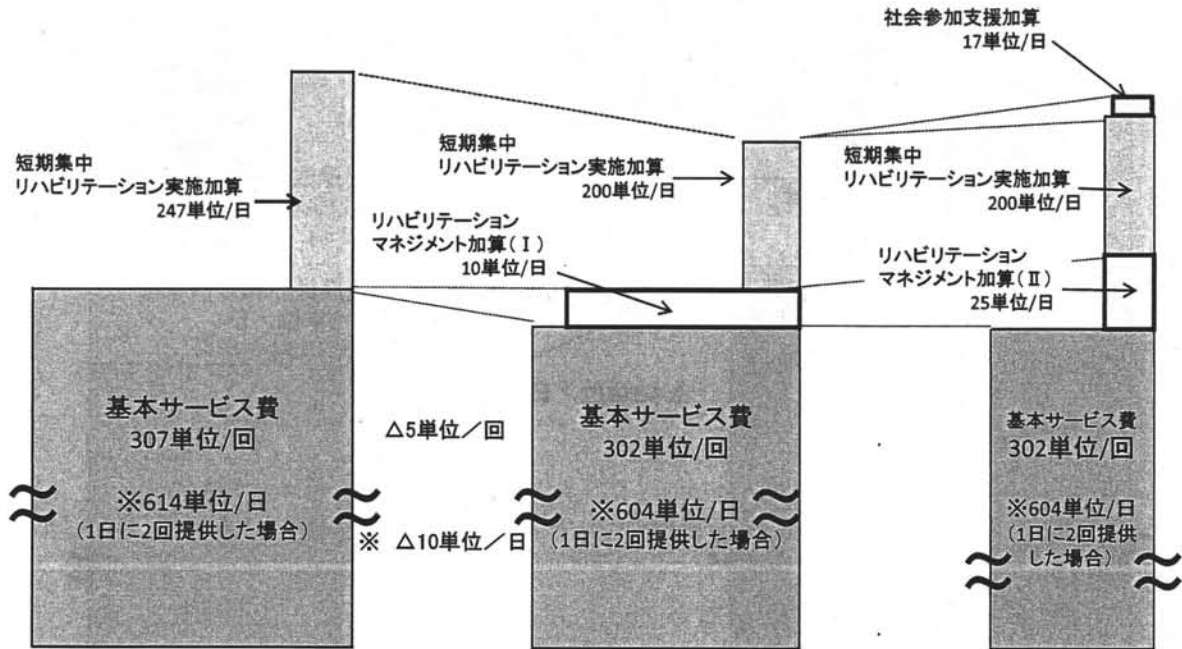 社会参加支援加算
17単位/日
短期集中
リハビリテーション実施加算
247単位/日
短期集中
リハビリテーション実施加算
200単位/日
短期集中
リハビリテーション実施加算
200単位/日
リハビリテーション
マネジメント加算(Ⅰ)
10単位/日
リハビリテーション
マネジメント加算(Ⅱ)
25単位/日
基本サービス費
307単位/回
※614単位/日
(1日に2回提供した場合)
△5単位/回
※ △10単位/日
基本サービス費
302単位/回
※604単位/日
(1日に2回提供した場合)
基本サービス費
302単位/回
※604単位/日
(1日に2回提供
した場合)